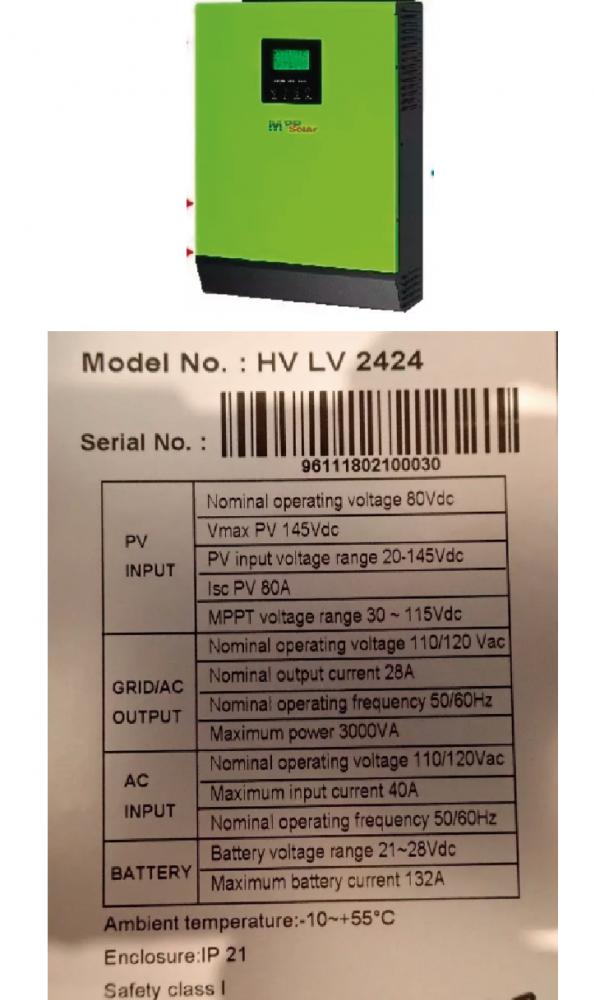 MPP
Solar
Model No. : HV LV 2424
Serial No. :
96111802100030
PV
INPUT
Nominal operating voltage 80Vdc
Vmax PV 145Vdc
PV input voltage range 20-145Vdc
Isc PV 80A
MPPT voltage range 30 ~ 115Vdc
GRID/AC
OUTPUT
Nominal operating voltage 110/120 Vac
Nominal output current 28A
Nominal operating frequency 50/60Hz
Maximum power 3000VA
AC
INPUT
Nominal operating voltage 110/120Vac
Maximum input current 40A
Nominal operating frequency 50/60Hz
BATTERY
Battery voltage range 21~28Vdc
Maximum battery current 132A
Ambient temperature:-10~+55°C
Enclosure:IP 21
Safety class I